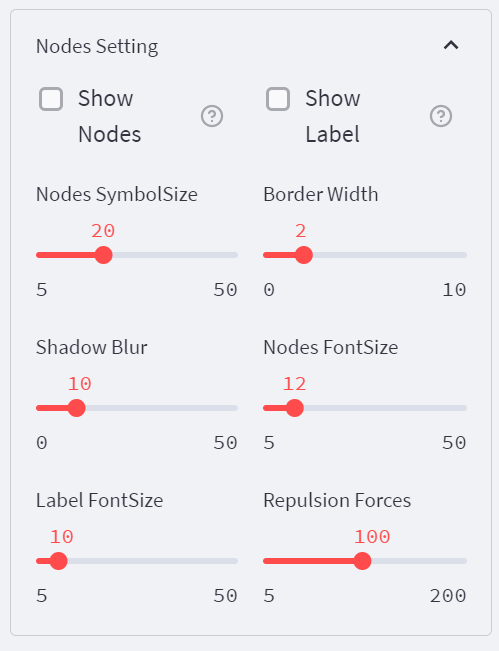 Nodes Setting
Show Nodes
Show Label
Nodes SymbolSize
20
5 50
Border Width
2
0 10
Shadow Blur
10
0 50
Nodes FontSize
12
5 50
Label FontSize
10
5 50
Repulsion Forces
100
5 200